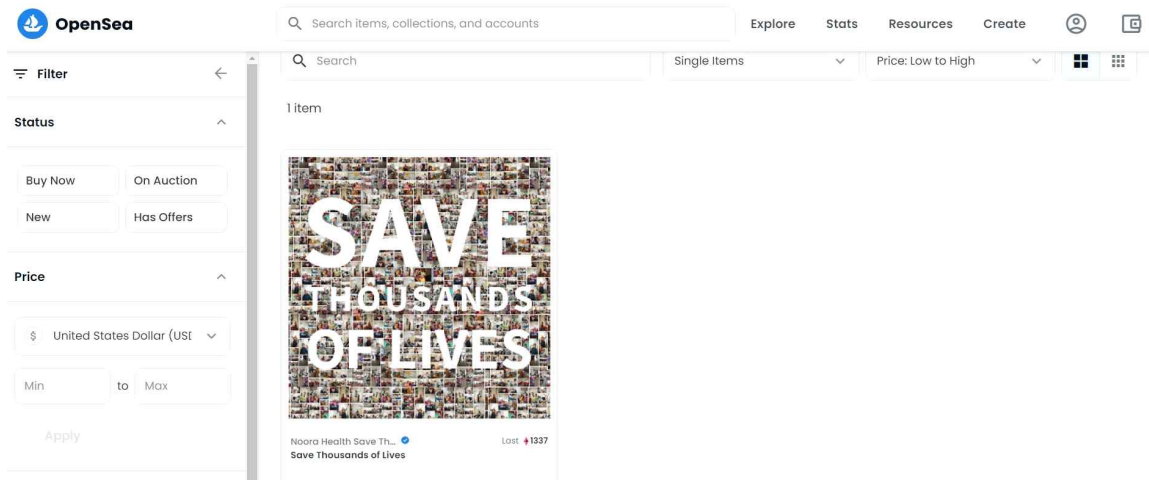 OpenSea
Search items, collections, and accounts
Explore Stats Resources Create
Filter
Search
Single Items
Price: Low to High
1 item
Status
Buy Now
On Auction
New
Has Offers
Price
$ United States Dollar (USD
Min to Max
Apply
SAVE
THOUSANDS
OF LIVES
Noora Health Save Th...
Last 1337
Save Thousands of Lives